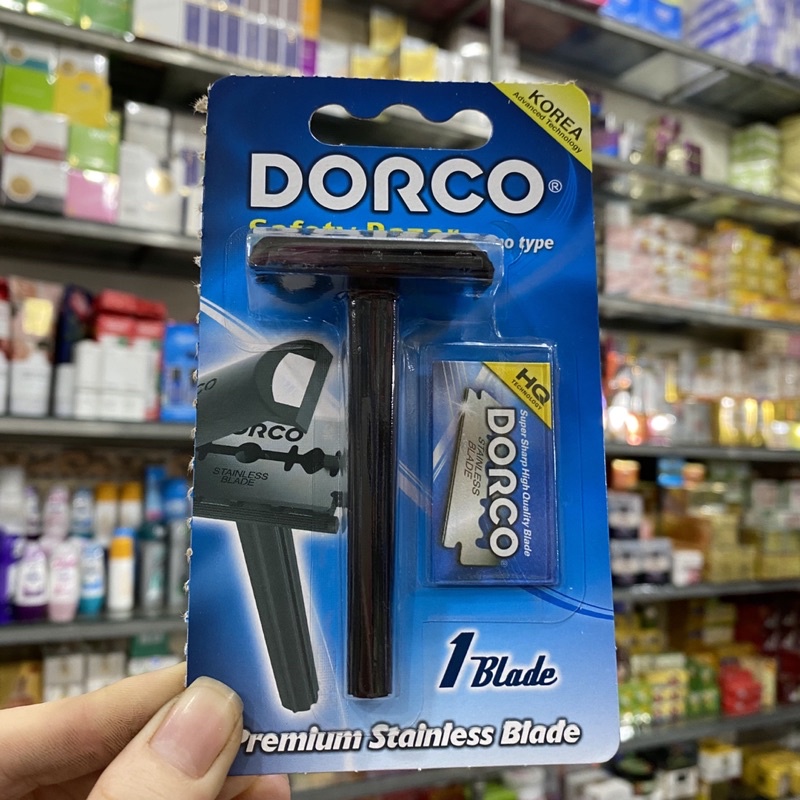 KOREA
Advanced Technology
DORCO®
Safety Razor
type
HQ
TECHNOLOGY
Super Sharp High Quality Blade
DORCO
STAINLESS
BLADE
CO
DORCO
STAINLESS
BLADE
1 Blade
Premium Stainless Blade